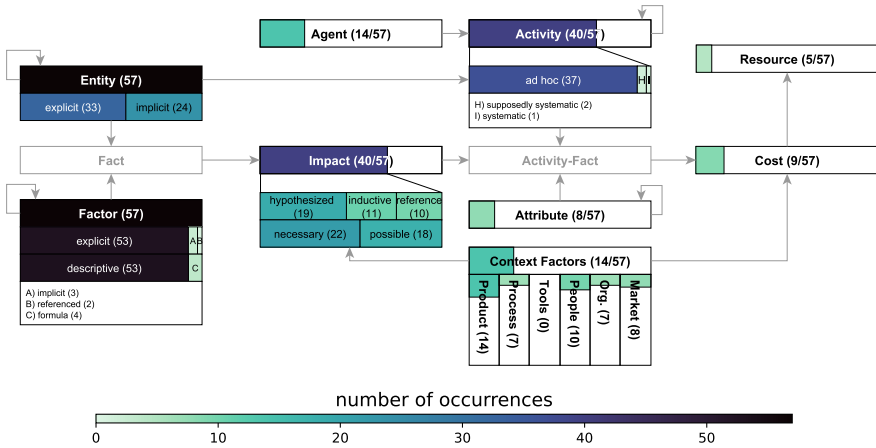 Agent (14/57)
Activity (40/57)
Resource (5/57)
Entity (57)
explicit (33)
implicit (24)
ad hoc (37)
H
I
H) supposedly systematic (2)
I) systematic (1)
Fact
Impact (40/57)
Activity-Fact
Cost (9/57)
Factor (57)
explicit (53)
A
B
descriptive (53)
C
A) implicit (3)
B) referenced (2)
C) formula (4)
hypothesized
(19)
inductive
(11)
reference
(10)
necessary (22)
possible (18)
Attribute (8/57)
Context Factors (14/57)
Product (14)
Process (7)
Tools (0)
People (10)
Org. (7)
Market (8)
number of occurrences
0
10
20
30
40
50